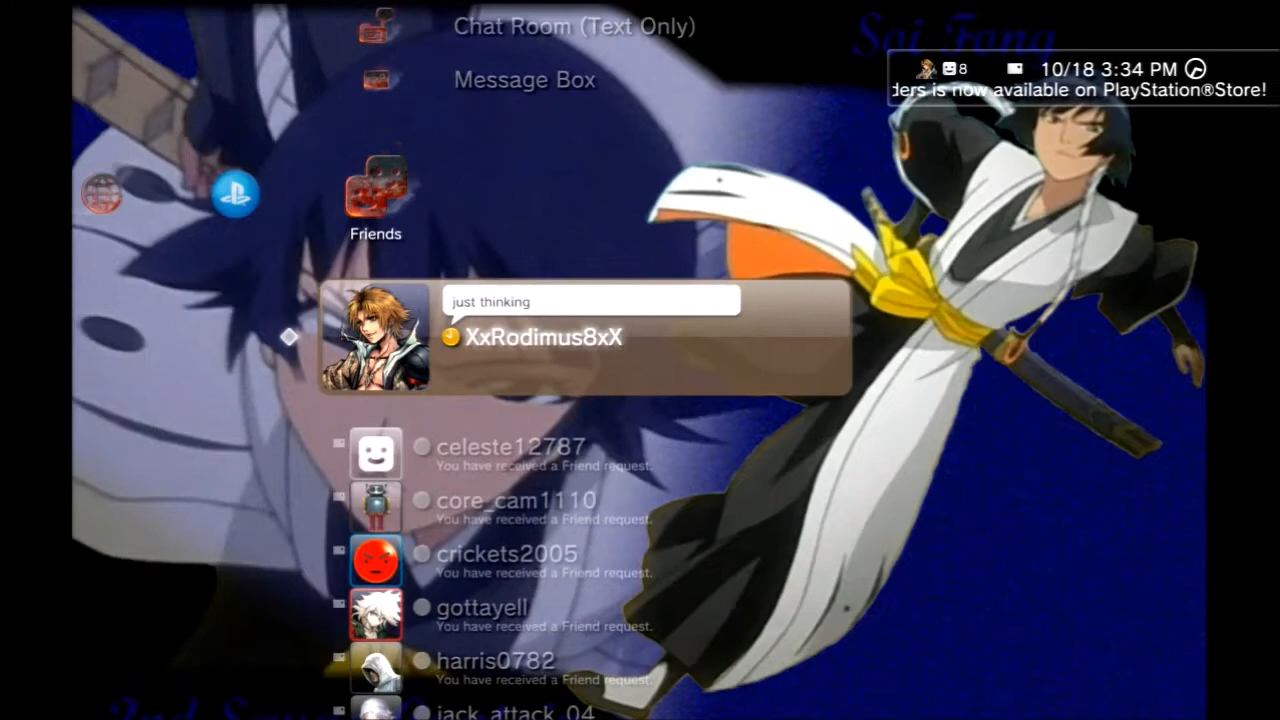 Chat Room (Text Only)
Soi Fong
Message Box
8
10/18 3:34 PM
ders is now available on PlayStation®Store!
Friends
just thinking
XxRodimus8xX
celeste12787
You have received a Friend request.
core_cam1110
You have received a Friend request.
crickets2005
You have received a Friend request.
gottayell
You have received a Friend request.
harris0782
You have received a Friend request.
jack_attack_04
2nd